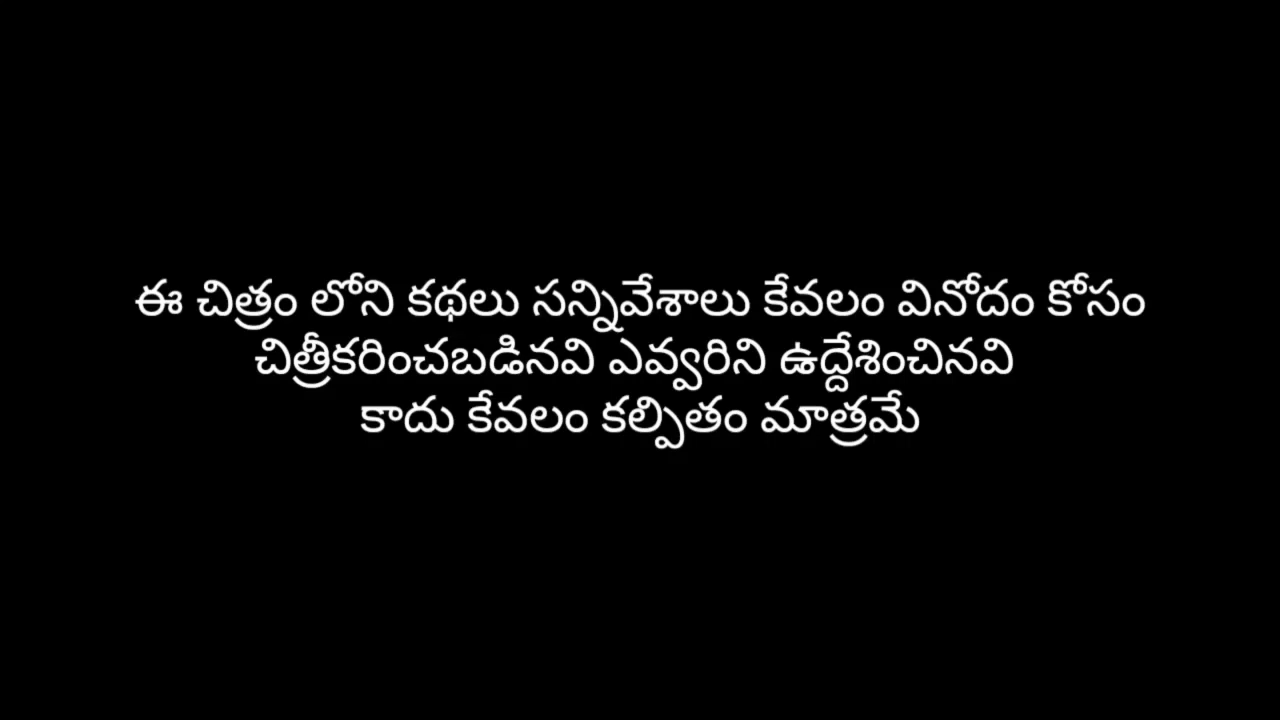 ఈ చిత్రం లోని కథలు సన్నివేశాలు కేవలం వినోదం కోసం
చిత్రీకరించబడినవి ఎవ్వరిని ఉద్దేశించినవి
కాదు కేవలం కల్పితం మాత్రమే